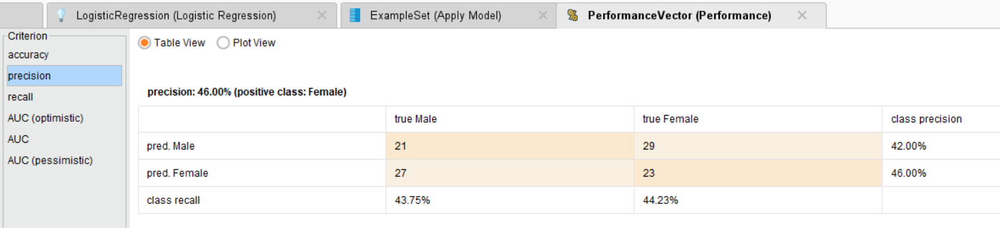 LogisticRegression (Logistic Regression) ExampleSet (Apply Model) % PerformanceVector (Performance)
Criterion
Table View Plot View
accuracy
precision
precision: 46.00% (positive class: Female)
recall
AUC (optimistic)
AUC
AUC (pessimistic)
true Male true Female class precision
pred. Male 21 29 42.00%
pred. Female 27 23 46.00%
class recall 43.75% 44.23%